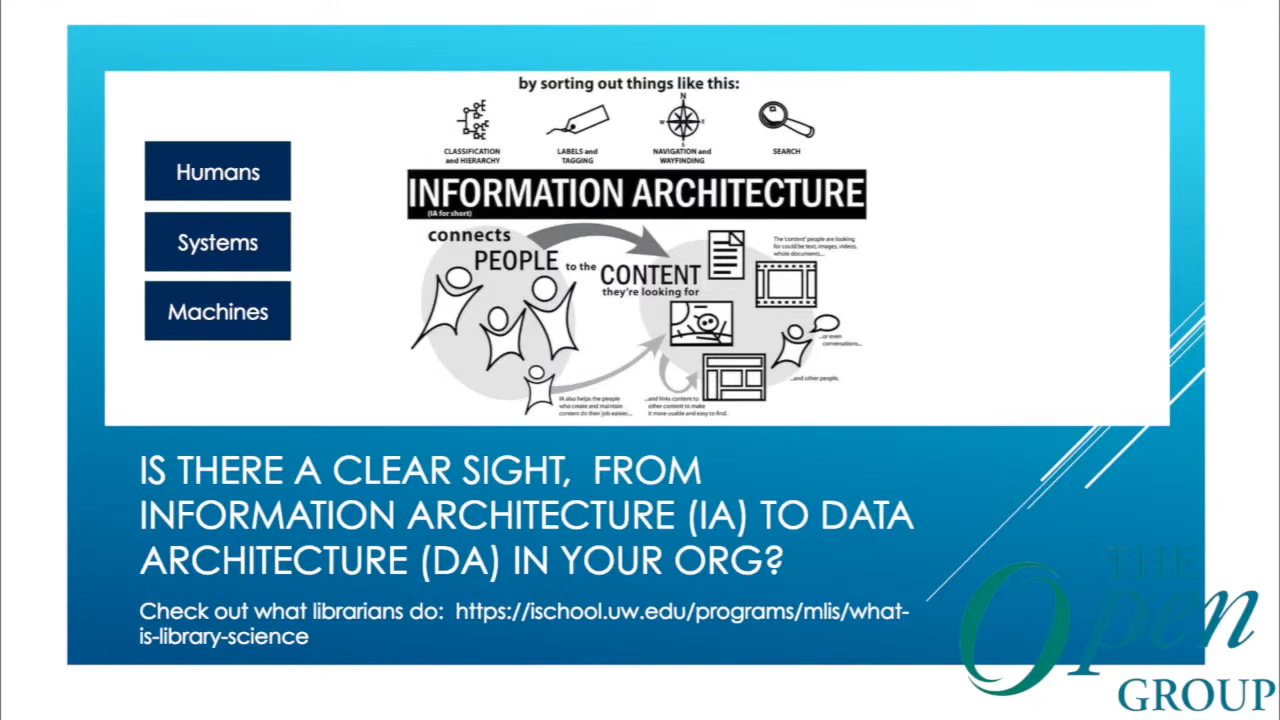 by sorting out things like this:
N
W E
S
CLASSIFICATION
and HIERARCHY
LABELS and
TAGGING
NAVIGATION and
WAYFINDING
SEARCH
Humans
Systems
Machines
INFORMATION ARCHITECTURE
(IA for short)
connects
PEOPLE to the CONTENT
they're looking for
The 'content' people are looking
for could be text, images, videos,
whole documents...
...or even
conversations...
...and other people.
IA also helps the people
who create and maintain
content do their job easier...
...and links content to
other content to make
it more usable and easy to find.
IS THERE A CLEAR SIGHT, FROM
INFORMATION ARCHITECTURE (IA) TO DATA
ARCHITECTURE (DA) IN YOUR ORG?
Check out what librarians do: https://ischool.uw.edu/programs/mlis/what-
is-library-science
THE
Open
GROUP